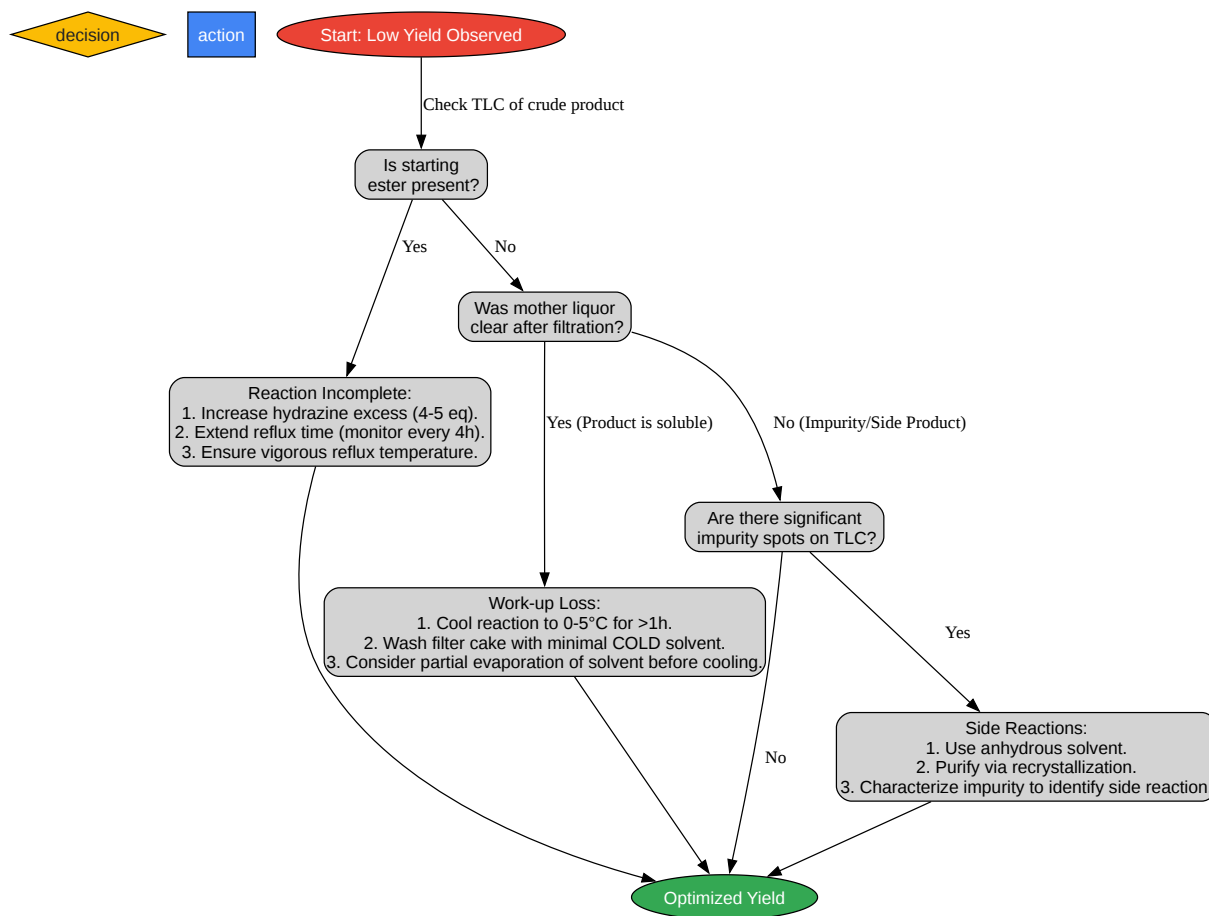 decision
action
Start: Low Yield Observed
Check TLC of crude product
Is starting
ester present?
Yes
No
Was mother liquor
clear after filtration?
Reaction Incomplete:
1. Increase hydrazine excess (4-5 eq).
2. Extend reflux time (monitor every 4h).
3. Ensure vigorous reflux temperature.
Yes (Product is soluble)
No (Impurity/Side Product)
Are there significant
impurity spots on TLC?
Work-up Loss:
1. Cool reaction to 0-5°C for >1h.
2. Wash filter cake with minimal COLD solvent.
3. Consider partial evaporation of solvent before cooling.
Yes
Side Reactions:
1. Use anhydrous solvent.
2. Purify via recrystallization.
3. Characterize impurity to identify side reaction
No
Optimized Yield